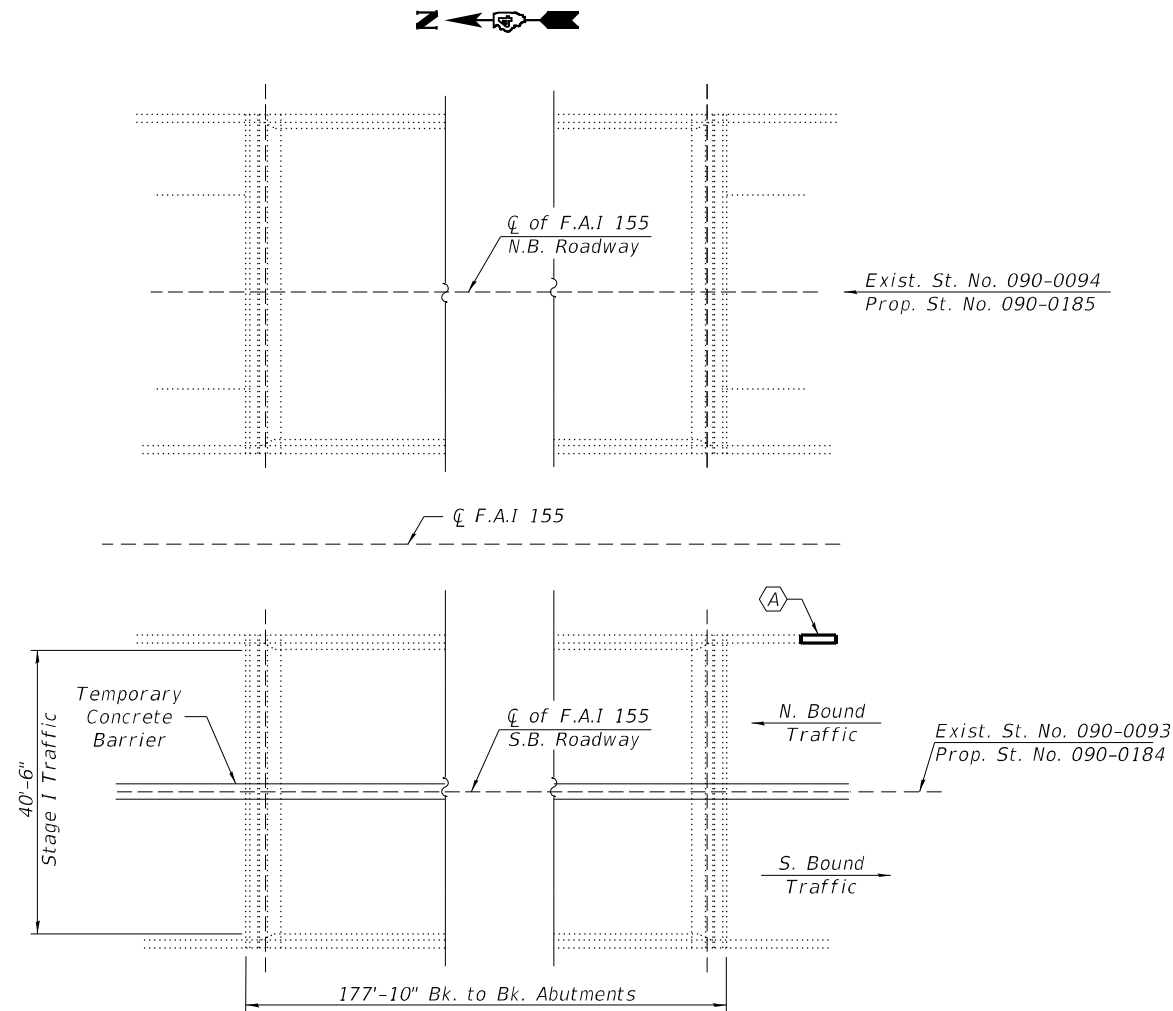 N
℄ of F.A.I 155
N.B. Roadway
Exist. St. No. 090-0094
Prop. St. No. 090-0185
℄ F.A.I 155
A
Temporary
Concrete
Barrier
40'-6"
Stage I Traffic
℄ of F.A.I 155
S.B. Roadway
N. Bound
Traffic
Exist. St. No. 090-0093
Prop. St. No. 090-0184
S. Bound
Traffic
177'-10" Bk. to Bk. Abutments